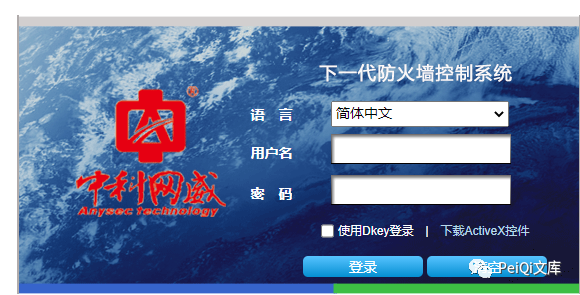 下一代防火墙控制系统
中科网威
Anysec technology
语 言 简体中文
用户名
密 码
使用Dkey登录 | 下载ActiveX控件
登录
PeiQi文库